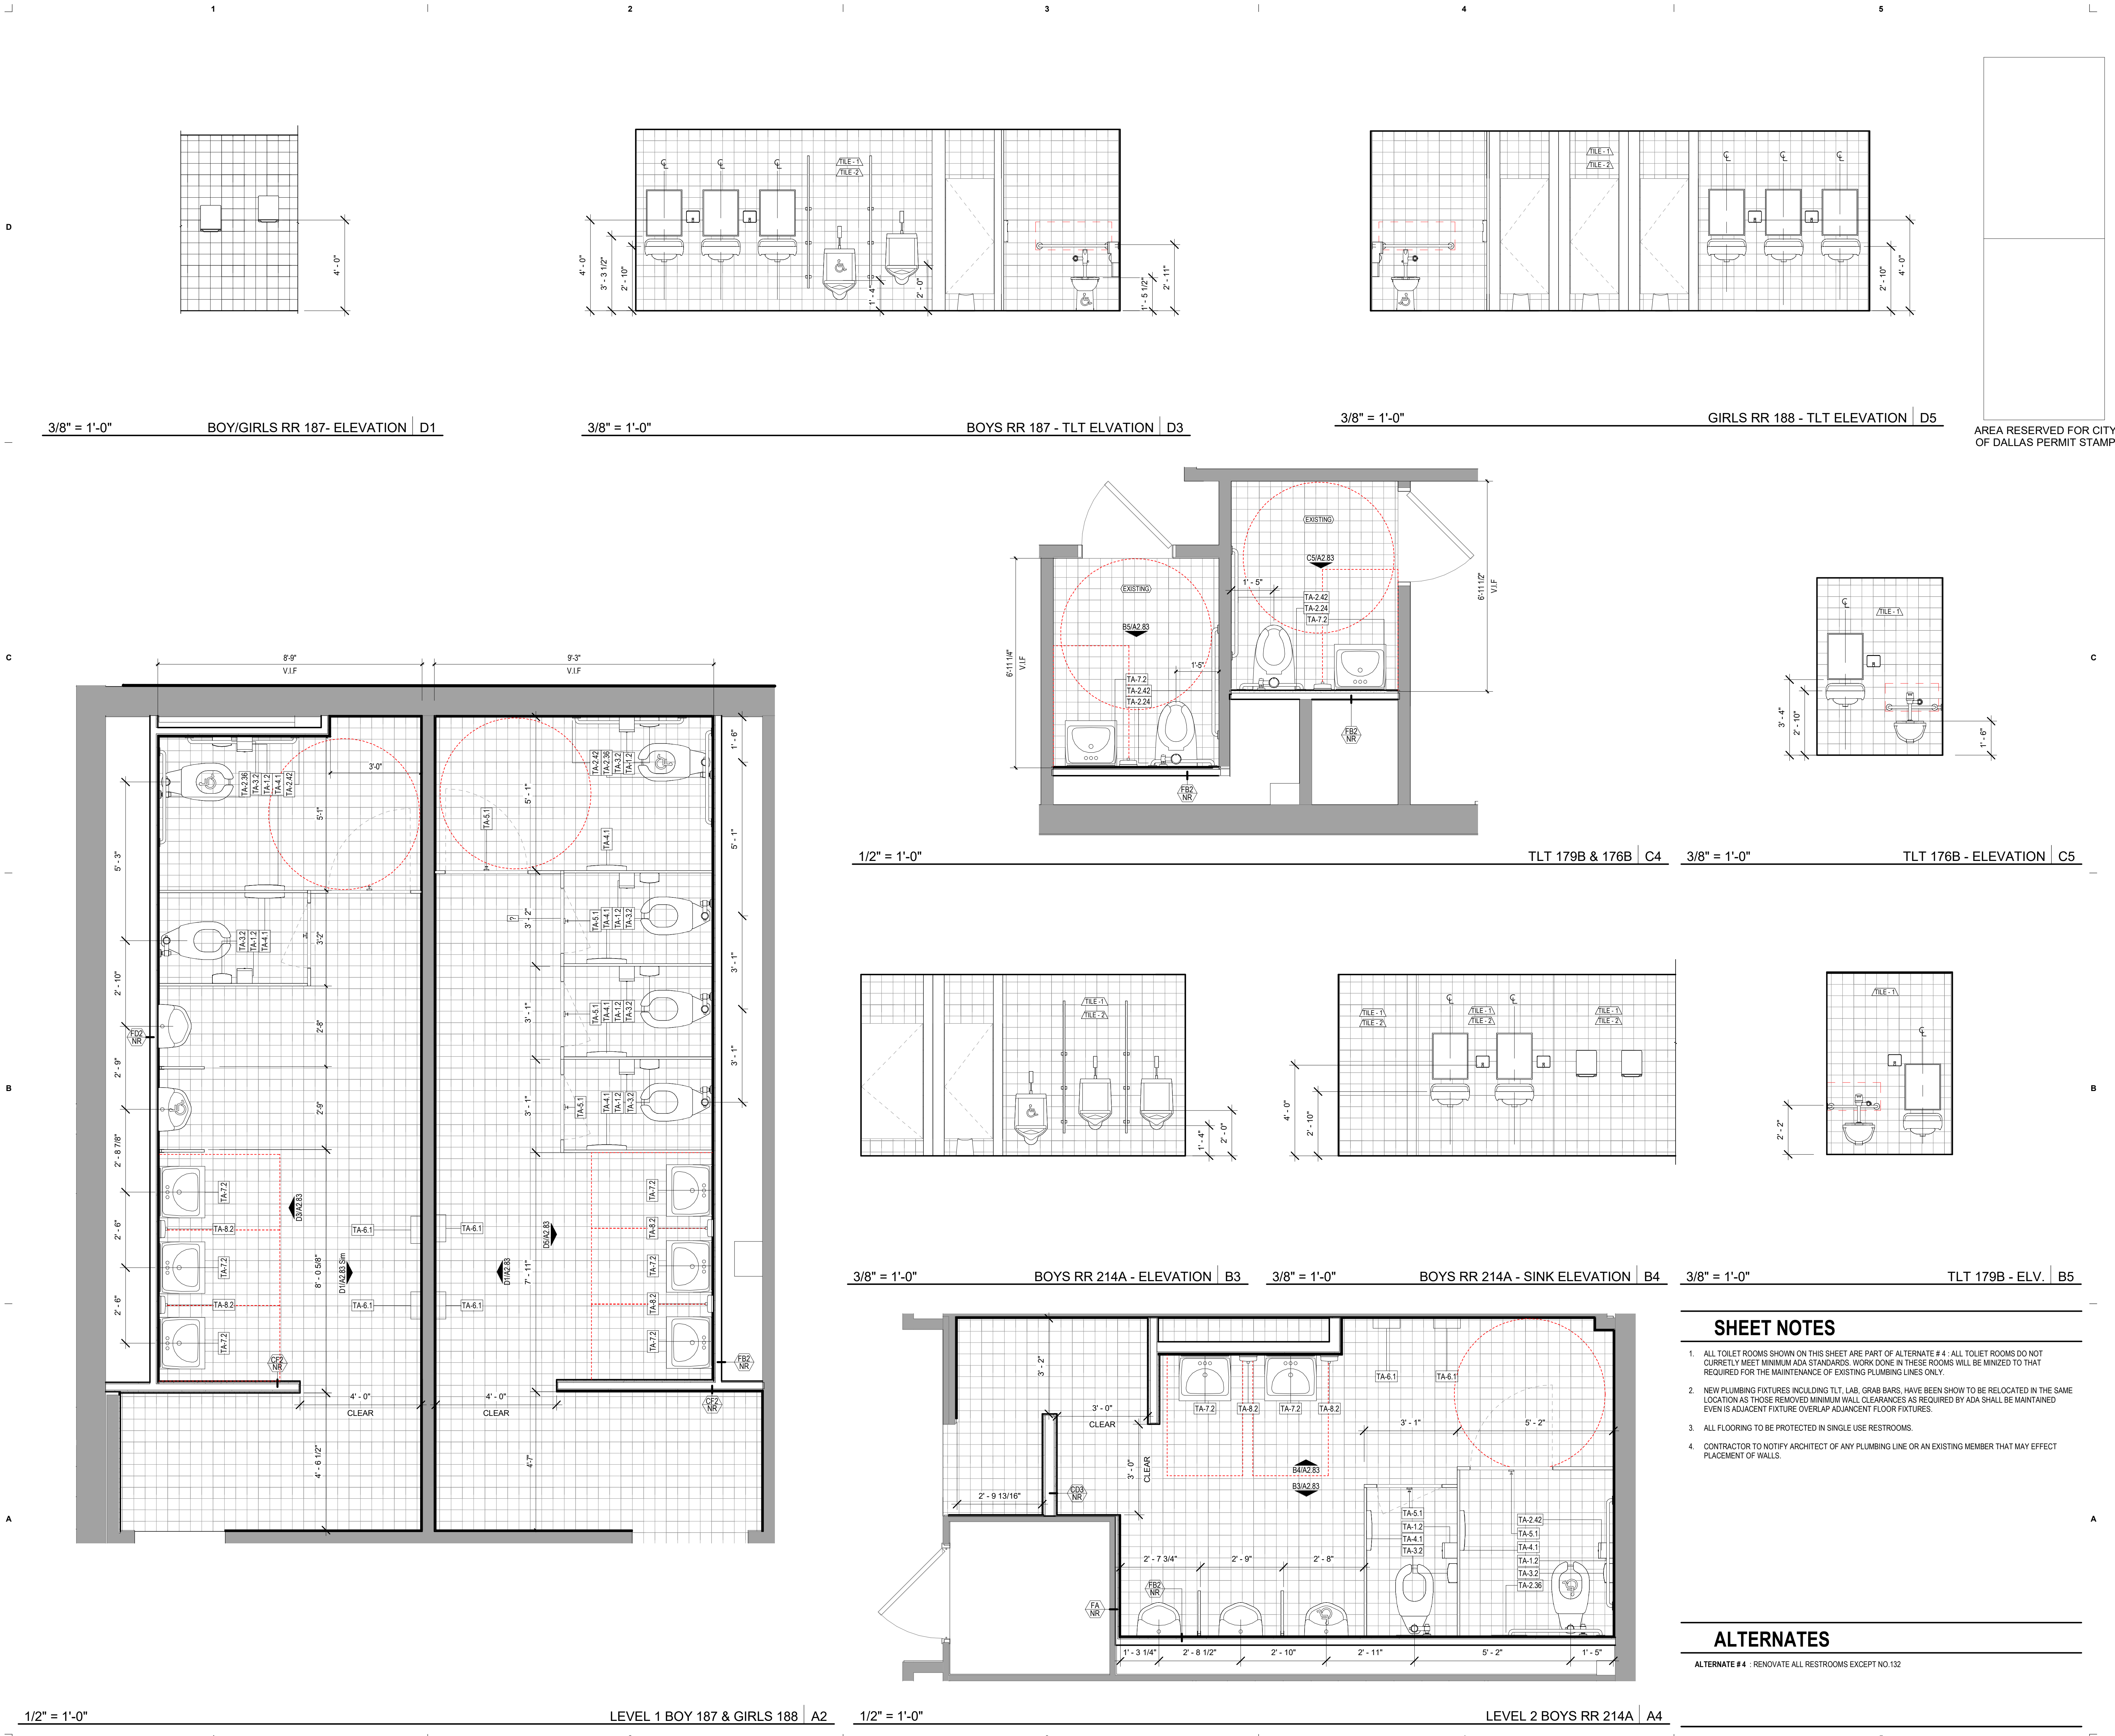 1
2
3
4
5
D
D
C
C
B
B
A
A
4' - 0"
3/8" = 1'-0"
BOY/GIRLS RR 187- ELEVATION
D1
TILE - 1
TILE -2
4' - 0"
3' - 3 1/2"
2' - 10"
1' - 4"
2' - 0"
1' - 5 1/2"
2' - 11"
3/8" = 1'-0"
BOYS RR 187 - TLT ELVATION
D3
TILE - 1
TILE - 2
2' - 10"
4' - 0"
3/8" = 1'-0"
GIRLS RR 188 - TLT ELEVATION
D5
AREA RESERVED FOR CITY
OF DALLAS PERMIT STAMP
EXISTING
C5/A2.83
1' - 5"
TA-2.42
TA-2.24
TA-7.2
6'-11 1/2"
V.I.F
EXISTING
B5/A2.83
1'-5"
TA-7.2
TA-2.42
TA-2.24
6'-11 1/4"
V.I.F
FB2
NR
FB2
NR
1/2" = 1'-0"
TLT 179B & 176B
C4
TILE - 1
3' - 4"
2' - 10"
1' - 6"
3/8" = 1'-0"
TLT 176B - ELEVATION
C5
8'-9"
V.I.F
9'-3"
V.I.F
3'-0"
TA-2.36
TA-3.2
TA-1.2
TA-4.1
TA-2.42
5'-1"
5' - 3"
TA-3.2
TA-1.2
TA-4.1
3'-2"
2' - 10"
FD2
NR
2'-8"
2' - 9"
2'-9"
2' - 8 7/8"
TA-7.2
D3/A2.83
TA-8.2
2' - 6"
TA-7.2
8' - 0 5/8"
D1/A2.83 Sim
TA-8.2
2' - 6"
TA-7.2
CF2
NR
TA-6.1
TA-6.1
TA-6.1
TA-6.1
4' - 0"
CLEAR
4' - 0"
CLEAR
4' - 6 1/2"
4'-7"
TA-2.42
TA-2.36
TA-3.2
TA-1.2
1' - 6"
5' - 1"
TA-5.1
TA-4.1
5' - 1"
?
3' - 2"
TA-5.1
TA-4.1
TA-1.2
TA-3.2
3' - 1"
3' - 1"
TA-5.1
TA-4.1
TA-1.2
TA-3.2
3' - 1"
3' - 1"
TA-5.1
TA-4.1
TA-1.2
TA-3.2
TA-7.2
D5/A2.83
TA-8.2
TA-7.2
D1/A2.83
7' - 11"
TA-8.2
TA-7.2
FB2
NR
CF2
NR
1/2" = 1'-0"
LEVEL 1 BOY 187 & GIRLS 188
A2
TILE -1
TILE - 2
1' - 4"
2' - 0"
3/8" = 1'-0"
BOYS RR 214A - ELEVATION
B3
TILE - 1
TILE - 2
TILE - 1
TILE - 2
TILE - 1
TILE - 2
4' - 0"
2' - 10"
3/8" = 1'-0"
BOYS RR 214A - SINK ELEVATION
B4
TILE - 1
2' - 2"
3/8" = 1'-0"
TLT 179B - ELV.
B5
3' - 2"
3' - 0"
CLEAR
3' - 0"
CLEAR
2' - 9 13/16"
CD3
NR
TA-7.2
TA-8.2
TA-7.2
TA-8.2
TA-6.1
TA-6.1
3' - 1"
5' - 2"
B4/A2.83
B3/A2.83
TA-5.1
TA-1.2
TA-4.1
TA-3.2
TA-2.42
TA-5.1
TA-4.1
TA-1.2
TA-3.2
TA-2.36
2' - 7 3/4"
2' - 9"
2' - 8"
FB2
NR
FA
NR
1' - 3 1/4"
2' - 8 1/2"
2' - 10"
2' - 11"
5' - 2"
1' - 5"
1/2" = 1'-0"
LEVEL 2 BOYS RR 214A
A4
SHEET NOTES
1. ALL TOILET ROOMS SHOWN ON THIS SHEET ARE PART OF ALTERNATE # 4 : ALL TOLIET ROOMS DO NOT
CURRETLY MEET MINIMUM ADA STANDARDS. WORK DONE IN THESE ROOMS WILL BE MINIZED TO THAT
REQUIRED FOR THE MAINTENANCE OF EXISTING PLUMBING LINES ONLY.
2. NEW PLUMBING FIXTURES INCULDING TLT, LAB, GRAB BARS, HAVE BEEN SHOW TO BE RELOCATED IN THE SAME
LOCATION AS THOSE REMOVED MINIMUM WALL CLEARANCES AS REQUIRED BY ADA SHALL BE MAINTAINED
EVEN IS ADJACENT FIXTURE OVERLAP ADJANCENT FLOOR FIXTURES.
3. ALL FLOORING TO BE PROTECTED IN SINGLE USE RESTROOMS.
4. CONTRACTOR TO NOTIFY ARCHITECT OF ANY PLUMBING LINE OR AN EXISTING MEMBER THAT MAY EFFECT
PLACEMENT OF WALLS.
ALTERNATES
ALTERNATE # 4 : RENOVATE ALL RESTROOMS EXCEPT NO.132